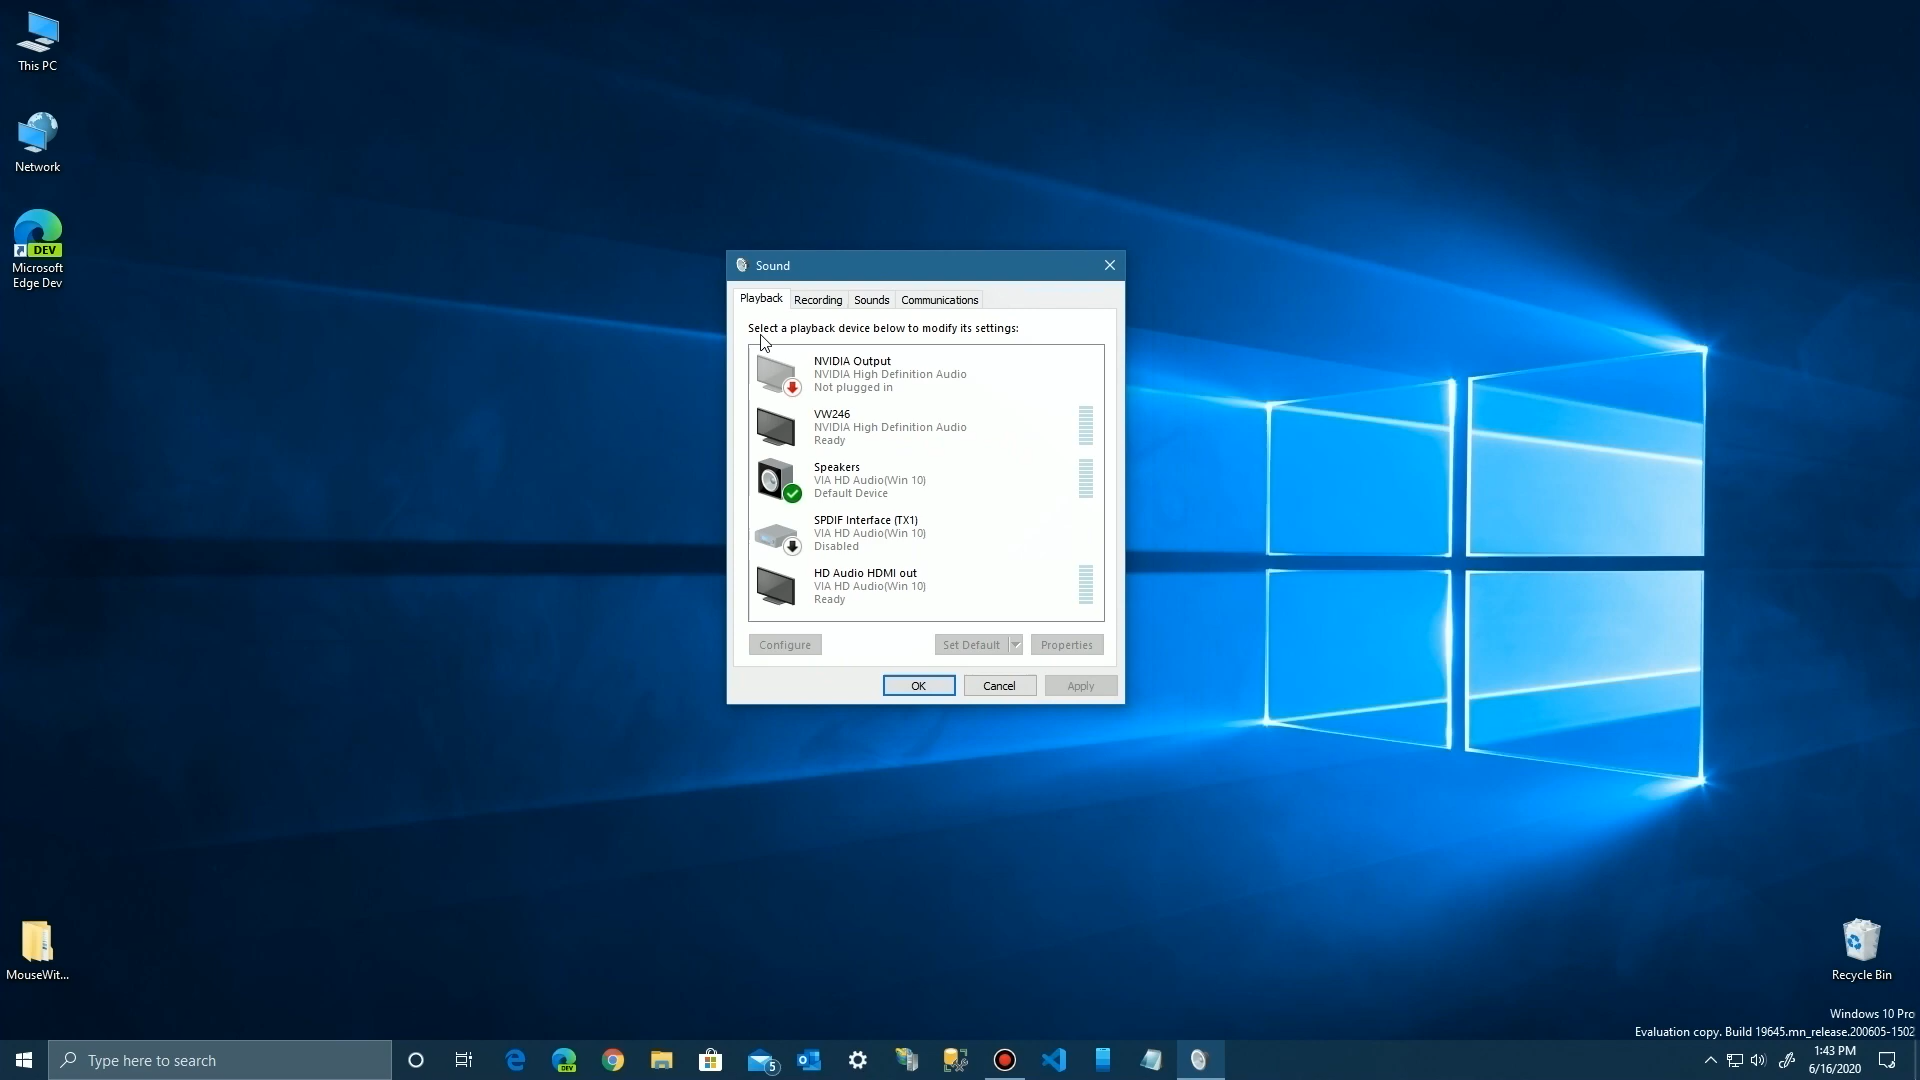 This PC
Network
DEV
Microsoft
Edge Dev
Sound
Playback
Recording
Sounds
Communications
Select a playback device below to modify its settings:
NVIDIA Output
NVIDIA High Definition Audio
Not plugged in
VW246
NVIDIA High Definition Audio
Ready
Speakers
VIA HD Audio(Win 10)
Default Device
SPDIF Interface (TX1)
VIA HD Audio(Win 10)
Disabled
HD Audio HDMI out
VIA HD Audio(Win 10)
Ready
Configure
Set Default
Properties
OK
Cancel
Apply
MouseWit...
Recycle Bin
Windows 10 Pro
Evaluation copy. Build 19645.mn_release.200605-1502
Type here to search
DEV
5
1:43 PM
6/16/2020